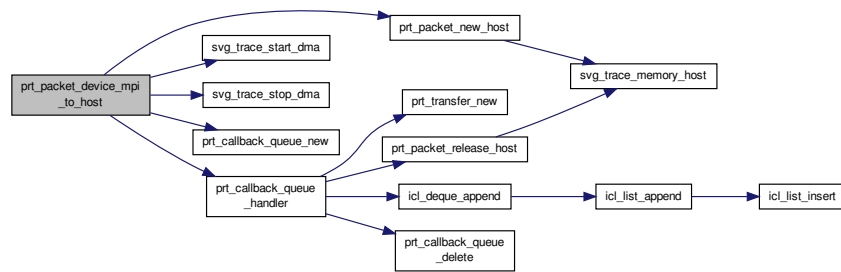 prt_packet_device_mpi
_to_host
prt_packet_new_host
svg_trace_start_dma
svg_trace_stop_dma
prt_callback_queue_new
prt_callback_queue
_handler
svg_trace_memory_host
prt_transfer_new
prt_packet_release_host
icl_deque_append
icl_list_append
icl_list_insert
prt_callback_queue
_delete